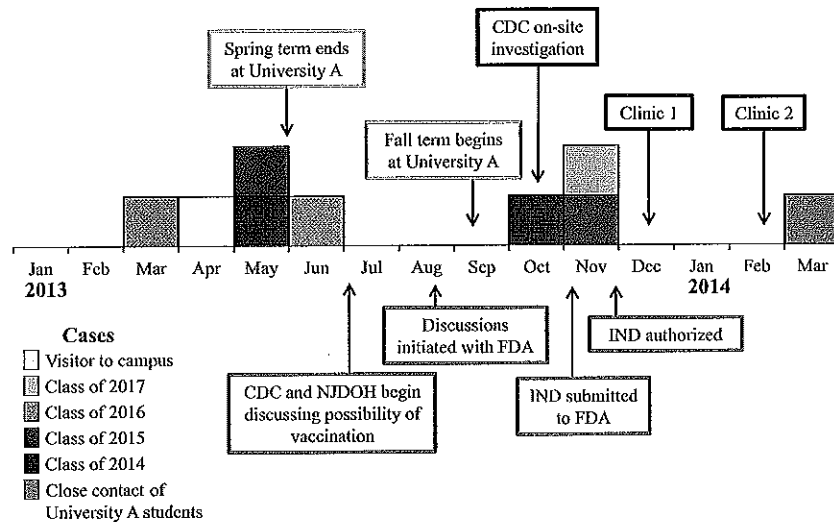 CDC on-site
investigation
Spring term ends
at University A
Clinic 1
Clinic 2
Fall term begins
at University A
Jan
Feb
Mar
Apr
May
Jun
Jul
Aug
Sep
Oct
Nov
Dec
Jan
Feb
Mar
2013
2014
Discussions
initiated with FDA
IND authorized
CDC and NJDOH begin
discussing possibility of
vaccination
IND submitted
to FDA
Cases
Visitor to campus
Class of 2017
Class of 2016
Class of 2015
Class of 2014
Close contact of
University A students